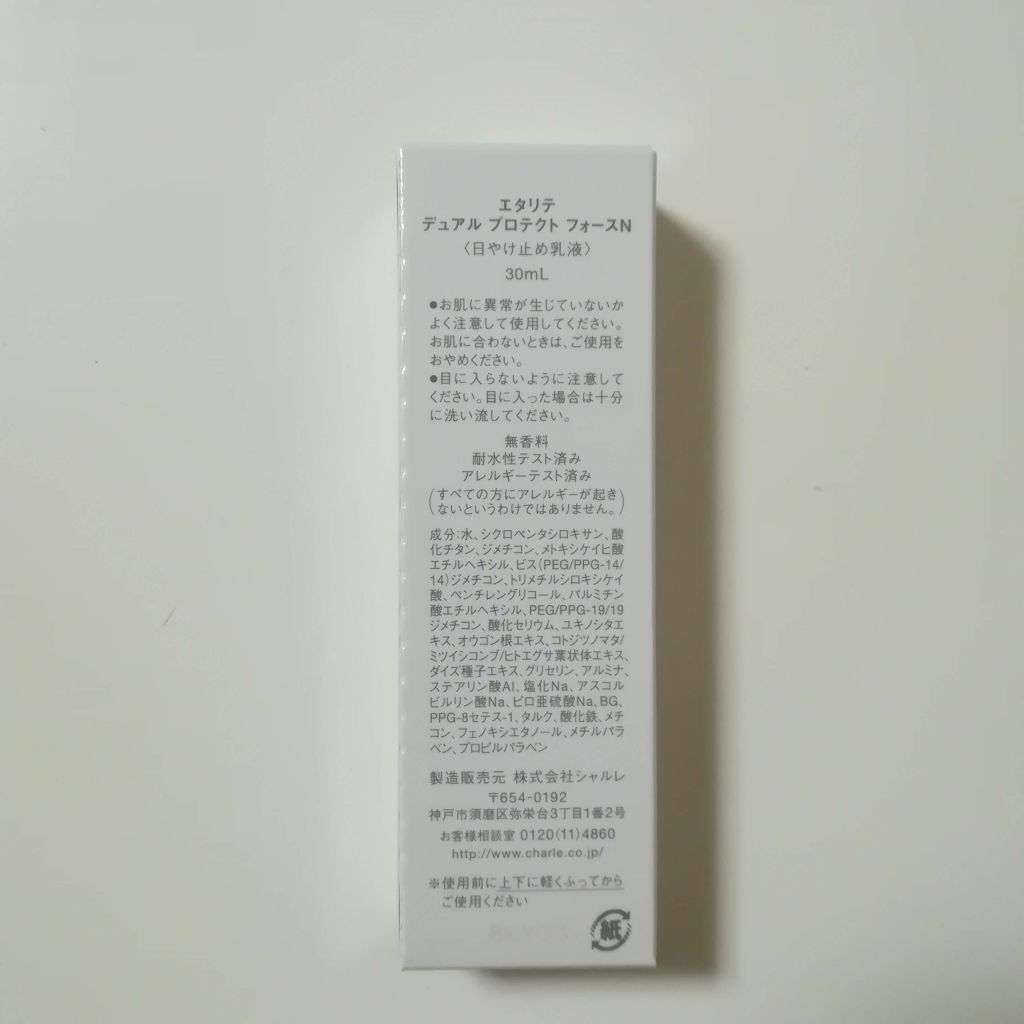 エタリテ
デュアル プロテクト フォースN
〈日やけ止め乳液〉
30mL
●お肌に異常が生じていないか
よく注意して使用してください。
お肌に合わないときは、ご使用を
おやめください。
●目に入らないように注意して
ください。目に入った場合は十分
に洗い流してください。
無香料
耐水性テスト済み
アレルギーテスト済み
(すべての方にアレルギーが起き
ないというわけではありません。)
成分:水、シクロペンタシロキサン、酸
化チタン、ジメチコン、メトキシケイヒ酸
エチルヘキシル、ビス(PEG/PPG-14/
14)ジメチコン、トリメチルシロキシケイ
酸、ペンチレングリコール、パルミチン
酸エチルヘキシル、PEG/PPG-19/19
ジメチコン、酸化セリウム、ユキノシタエ
キス、オウゴン根エキス、コトジツノマタ/
ミツイシコンブ/ヒトエグサ葉状体エキス、
ダイズ種子エキス、グリセリン、アルミナ、
ステアリン酸Al、塩化Na、アスコル
ビルリン酸Na、ピロ亜硫酸Na、BG、
PPG-8セテス-1、タルク、酸化鉄、メチ
コン、フェノキシエタノール、メチルパラ
ベン、プロピルパラベン
製造販売元 株式会社シャルレ
〒654-0192
神戸市須磨区弥栄台3丁目1番2号
お客様相談室 0120(11)4860
http://www.charle.co.jp/
※使用前に上下に軽くふってから
ご使用ください
紙